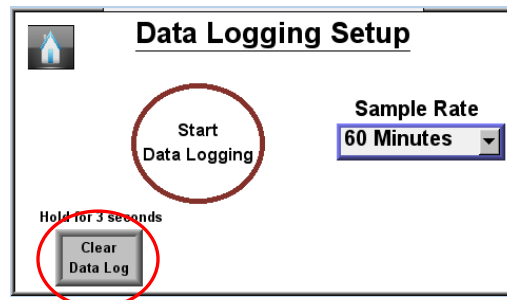 Data Logging Setup
Start
Data Logging
Sample Rate
60 Minutes
Hold for 3 seconds
Clear
Data Log